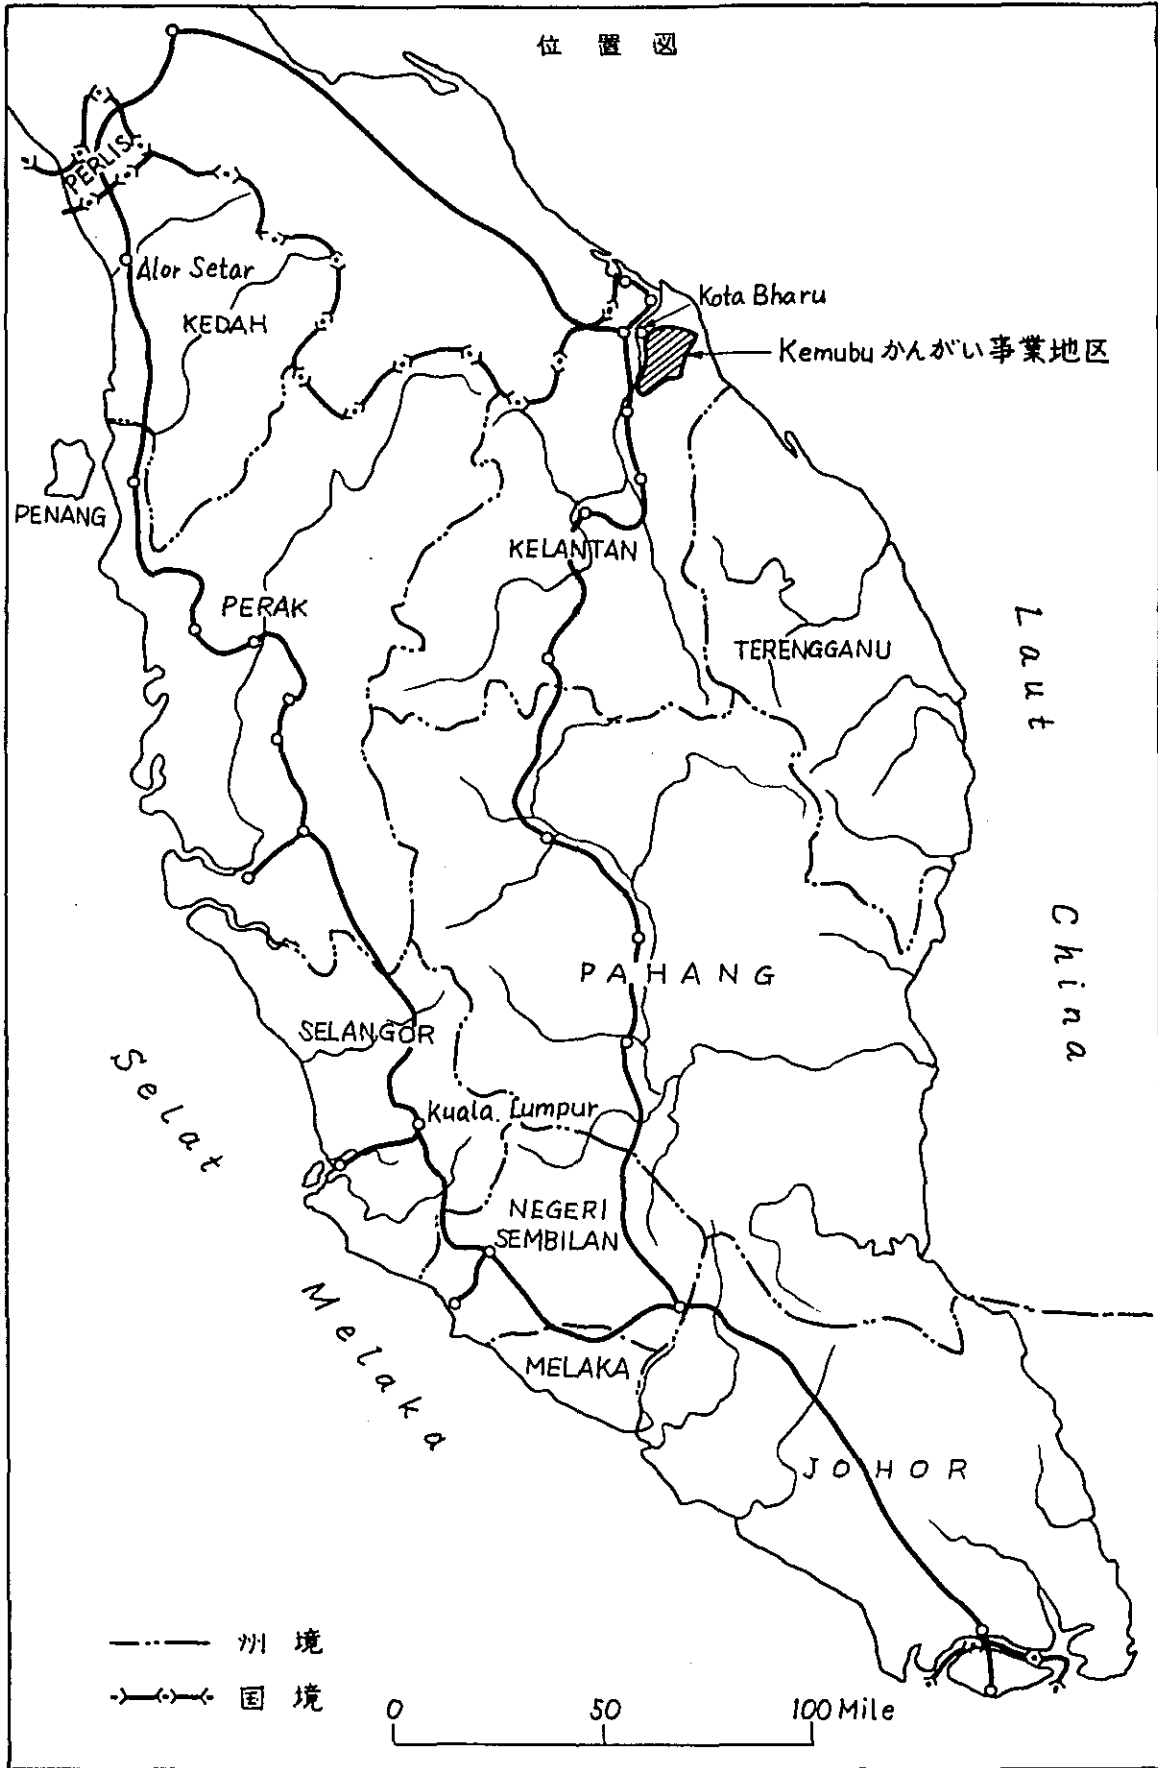 位置図
PERLIS
Alor Setar
KEDAH
Kota Bharu
Kemubu かんがい事業地区
PENANG
KELANTAN
PERAK
TERENGGANU
Laut
China
PAHANG
SELANGOR
Selat
Kuala. Lumpur
NEGERI
SEMBILAN
Melaka
MELAKA
JOHOR
州境
国境
0 50 100 Mile